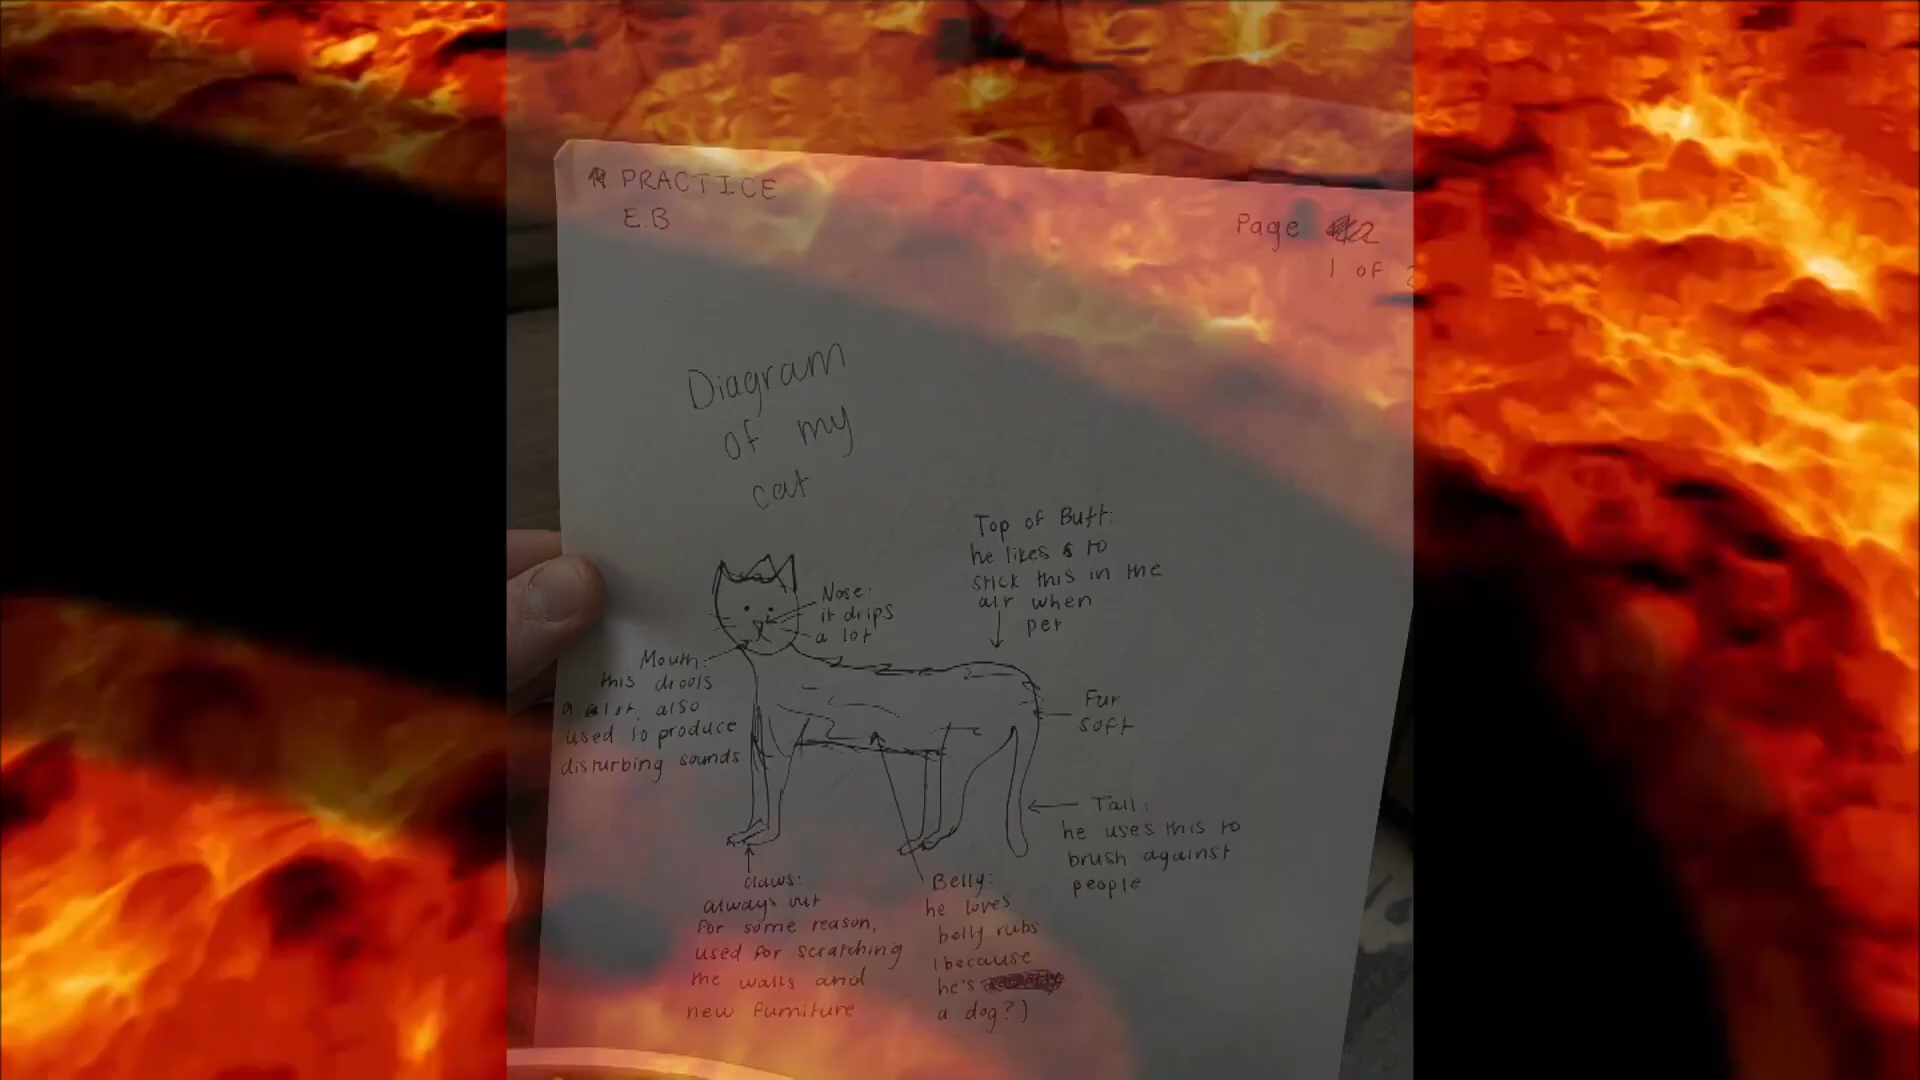 PRACTICE
E.B
Page 2
1 of 2
Diagram
of my
cat
Top of Butt:
he likes to
stick this in the
air when
pet
Nose:
it drips
a lot
Mouth:
this drools
a lot. also
used to produce
disturbing sounds
Fur:
soft
Tail:
he uses this to
brush against
people
Claws:
always out
for some reason,
used for scratching
the walls and
new furniture
Belly:
he loves
belly rubs
(because
he's
a dog?)